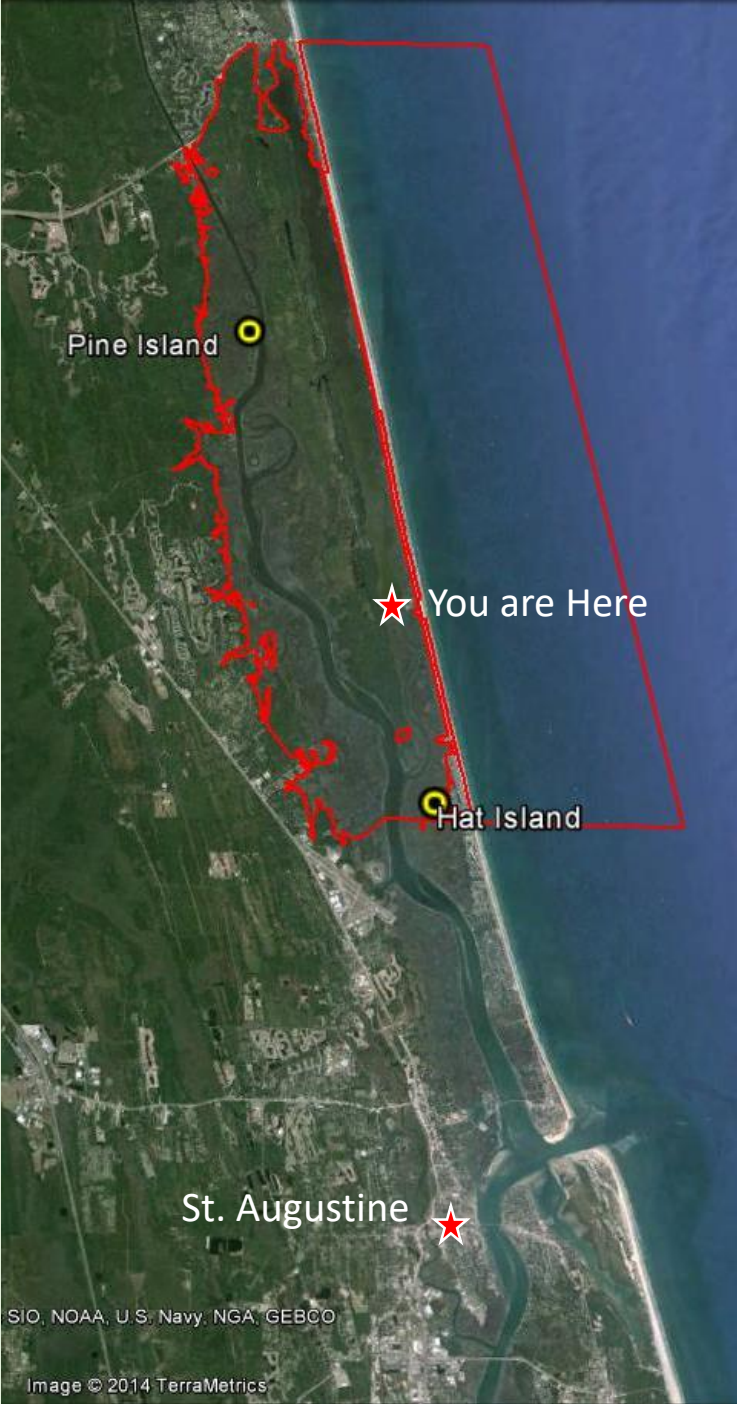 Pine Island
You are Here
Hat Island
St. Augustine
SIO, NOAA, U.S. Navy, NGA, GEBCO
Image © 2014 TerraMetrics